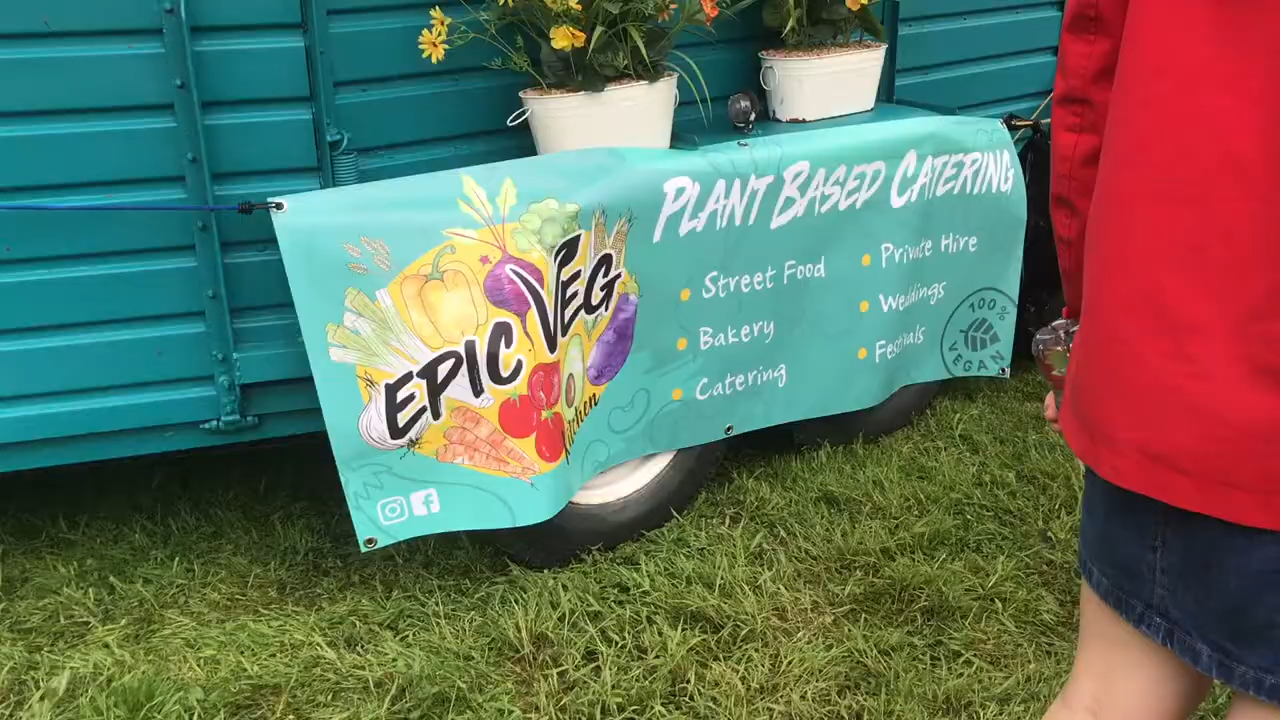 EPIC VEG
Kitchen
PLANT BASED CATERING
Street Food
Bakery
Catering
Private Hire
Weddings
Festivals
100%
VEGAN